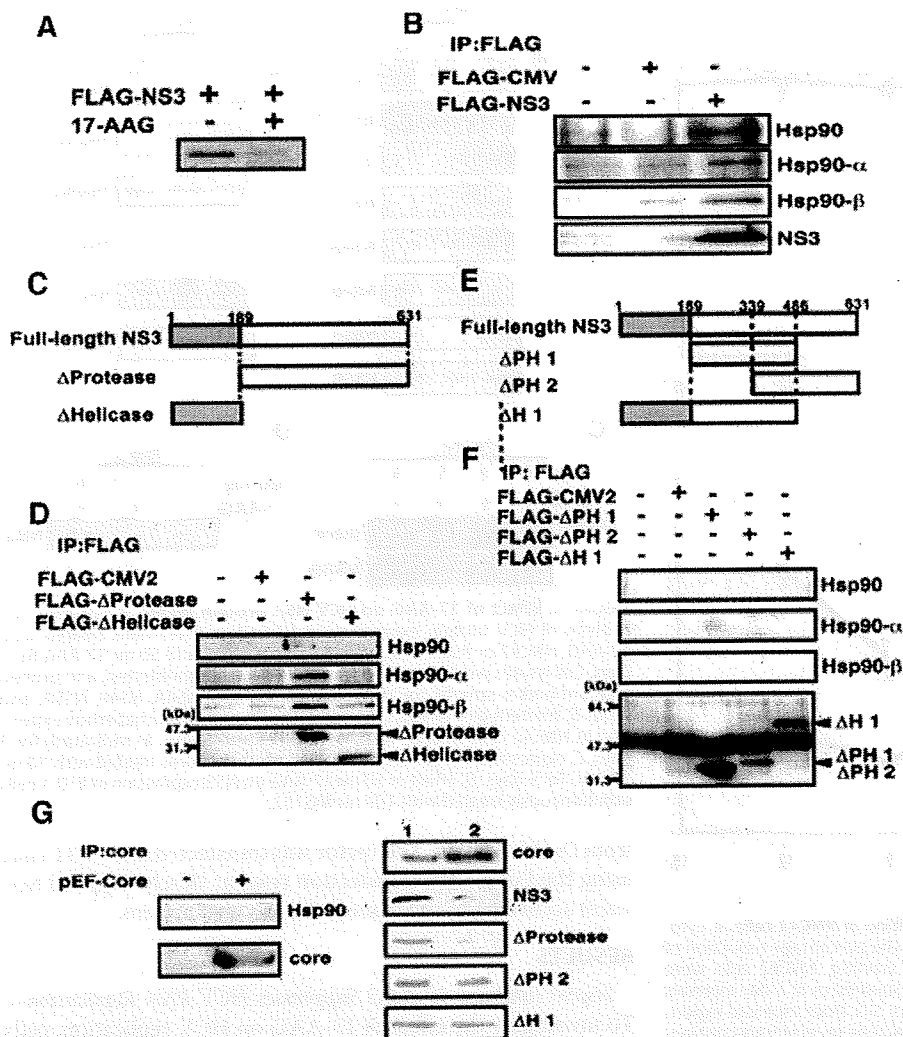 A
FLAG-NS3 + +
17-AAG - +
B
IP:FLAG
FLAG-CMV - + -
FLAG-NS3 - - +
Hsp90
Hsp90-α
Hsp90-β
NS3
C
1 189 631
Full-length NS3
ΔProtease
ΔHelicase
E
1 189 339 486 631
Full-length NS3
ΔPH 1
ΔPH 2
ΔH 1
D
IP:FLAG
FLAG-CMV2 - + - -
FLAG-ΔProtease - - + -
FLAG-ΔHelicase - - - +
Hsp90
Hsp90-α
Hsp90-β
[kDa]
47.3
31.3
ΔProtease
ΔHelicase
F
IP: FLAG
FLAG-CMV2 - + - - -
FLAG-ΔPH 1 - - + - -
FLAG-ΔPH 2 - - - + -
FLAG-ΔH 1 - - - - +
Hsp90
Hsp90-α
Hsp90-β
[kDa]
47.3
31.3
ΔH 1
ΔPH 1
ΔPH 2
G
IP:core
pEF-Core - +
Hsp90
core
1 2
core
NS3
ΔProtease
ΔPH 2
ΔH 1